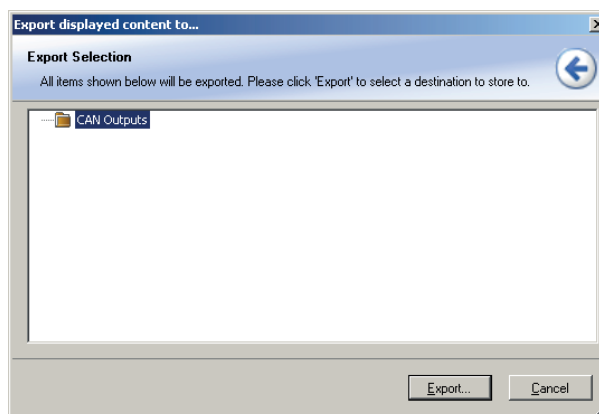 Export displayed content to...
Export Selection
All items shown below will be exported. Please click 'Export' to select a destination to store to.
CAN Outputs
Export... Cancel